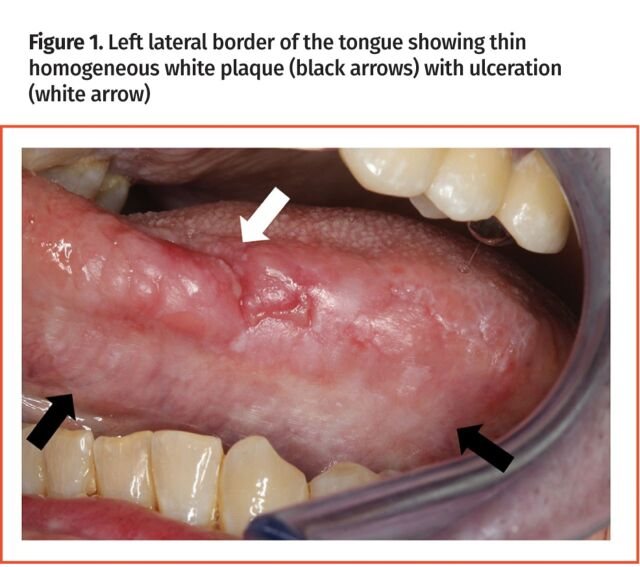 Figure 1. Left lateral border of the tongue showing thin
homogeneous white plaque (black arrows) with ulceration
(white arrow)